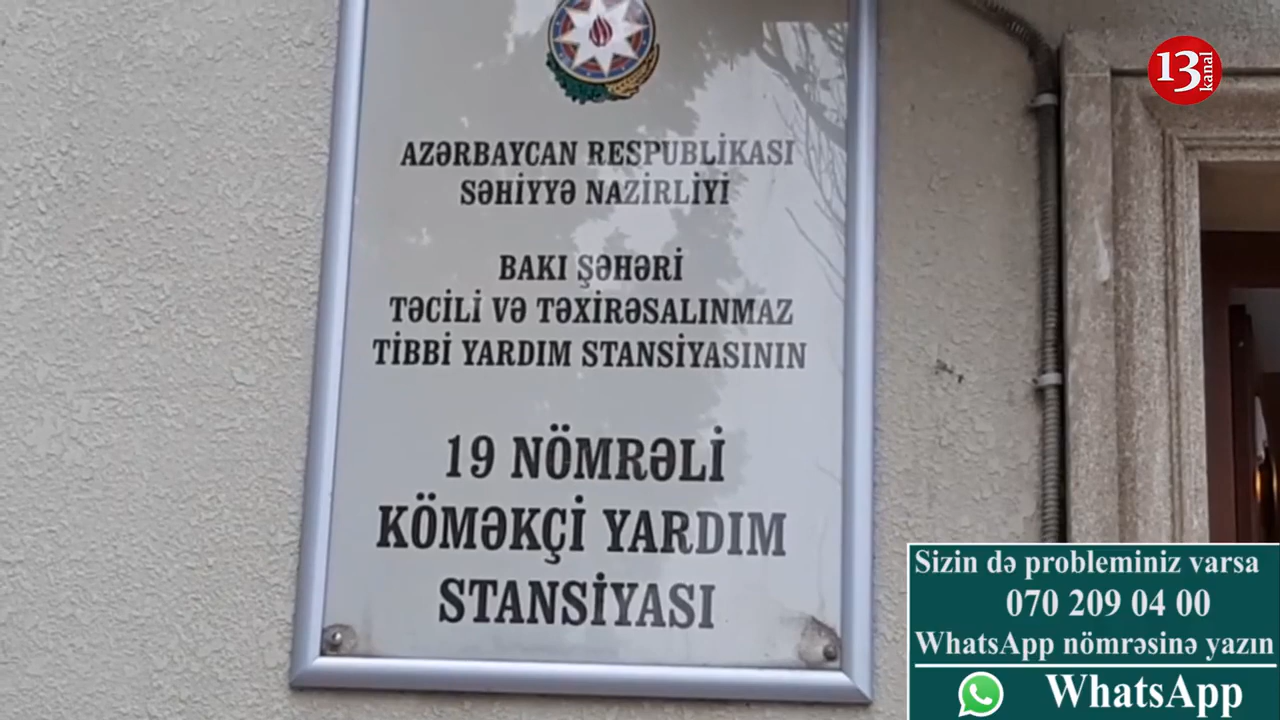 AZƏRBAYCAN RESPUBLİKASI
SƏHİYYƏ NAZİRLİYİ
BAKI ŞƏHƏRİ
TƏCİLİ VƏ TƏXİRƏSALINMAZ
TİBBİ YARDIM STANSİYASININ
19 NÖMRƏLİ
KÖMƏKÇİ YARDIM
STANSİYASI
13 kanal
Sizin də probleminiz varsa
070 209 04 00
WhatsApp nömrəsinə yazın
WhatsApp